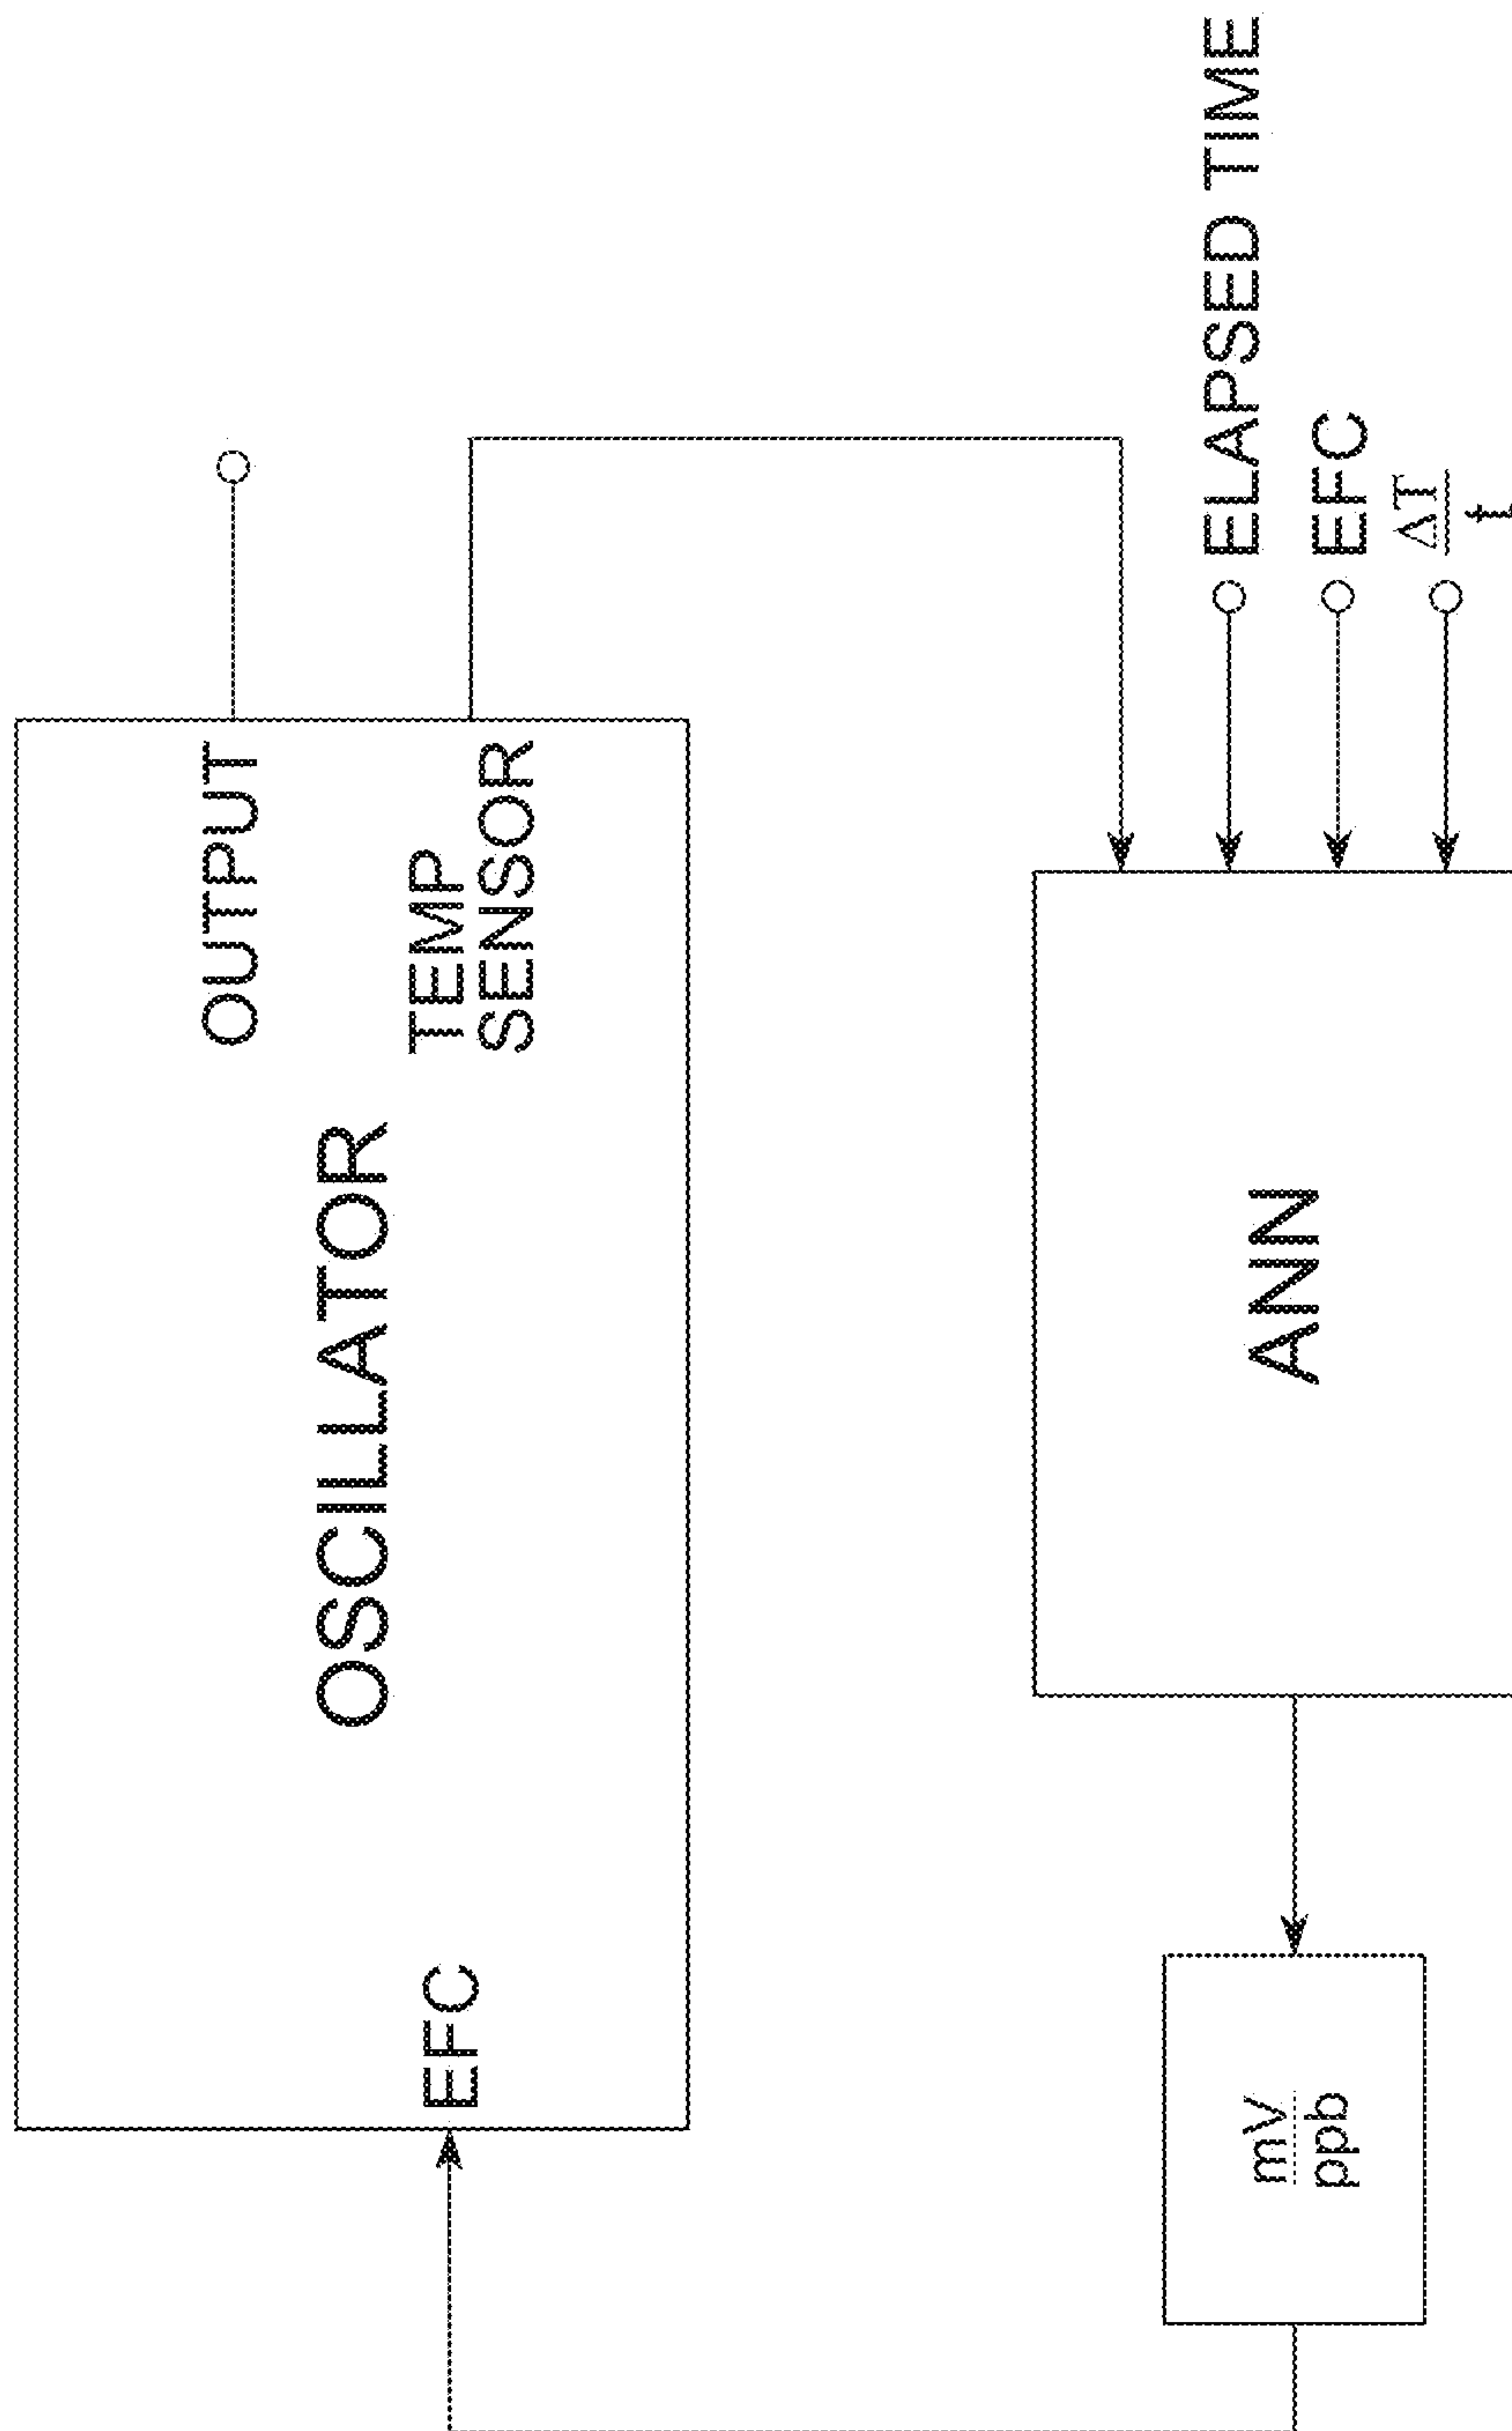 OUTPUT
TEMP
SENSOR
OSCILLATOR
EFC
ELAPSED TIME
EFC
ΔT
t
ANN
mV
ppb